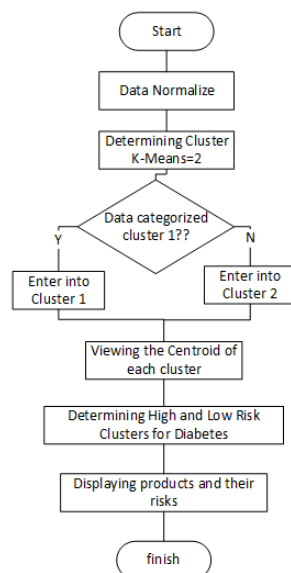 Start
Data Normalize
Determining Cluster
K-Means=2
Data categorized
cluster 1??
Y
N
Enter into
Cluster 1
Enter into
Cluster 2
Viewing the Centroid of
each cluster
Determining High and Low Risk
Clusters for Diabetes
Displaying products and their
risks
finish